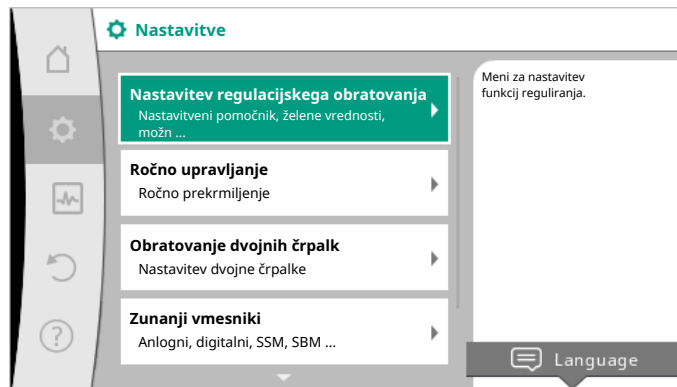 Nastavitve
Nastavitev regulacijskega obratovanja
Nastavitveni pomočnik, želene vrednosti,
možn ...
Ročno upravljanje
Ročno prekrmiljenje
Obratovanje dvojnih črpalk
Nastavitev dvojne črpalke
Zunanji vmesniki
Anlogni, digitalni, SSM, SBM ...
Meni za nastavitev
funkcij reguliranja.
Language